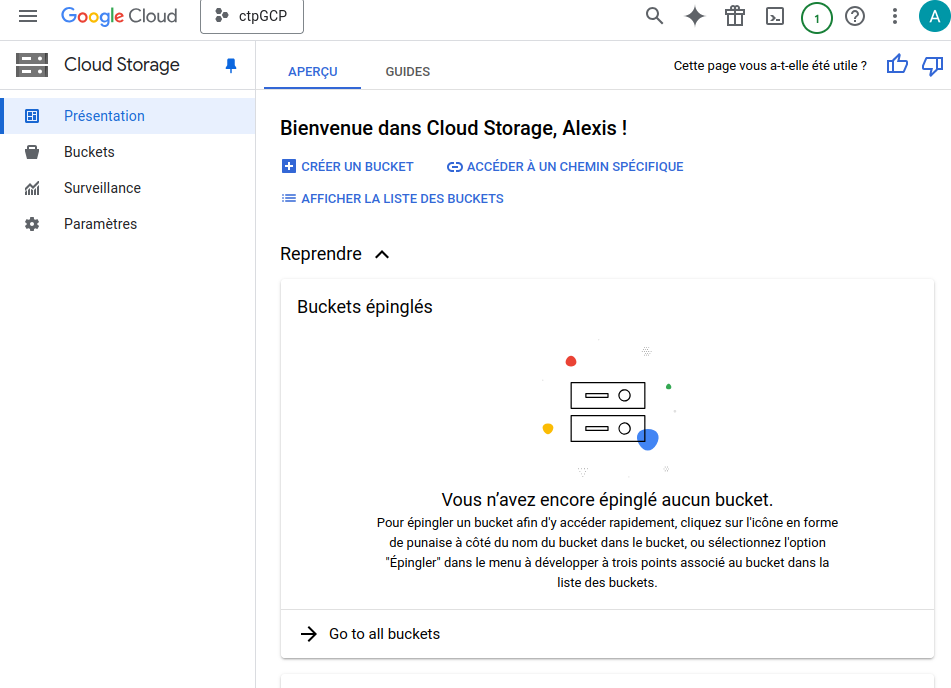 Google Cloud
ctpGCP
1
A
Cloud Storage
APERÇU
GUIDES
Cette page vous a-t-elle été utile ?
Présentation
Buckets
Surveillance
Paramètres
Bienvenue dans Cloud Storage, Alexis !
CRÉER UN BUCKET
ACCÉDER À UN CHEMIN SPÉCIFIQUE
AFFICHER LA LISTE DES BUCKETS
Reprendre
Buckets épinglés
Vous n’avez encore épinglé aucun bucket.
Pour épingler un bucket afin d'y accéder rapidement, cliquez sur l'icône en forme
de punaise à côté du nom du bucket dans le bucket, ou sélectionnez l'option
"Épingler" dans le menu à développer à trois points associé au bucket dans la
liste des buckets.
Go to all buckets